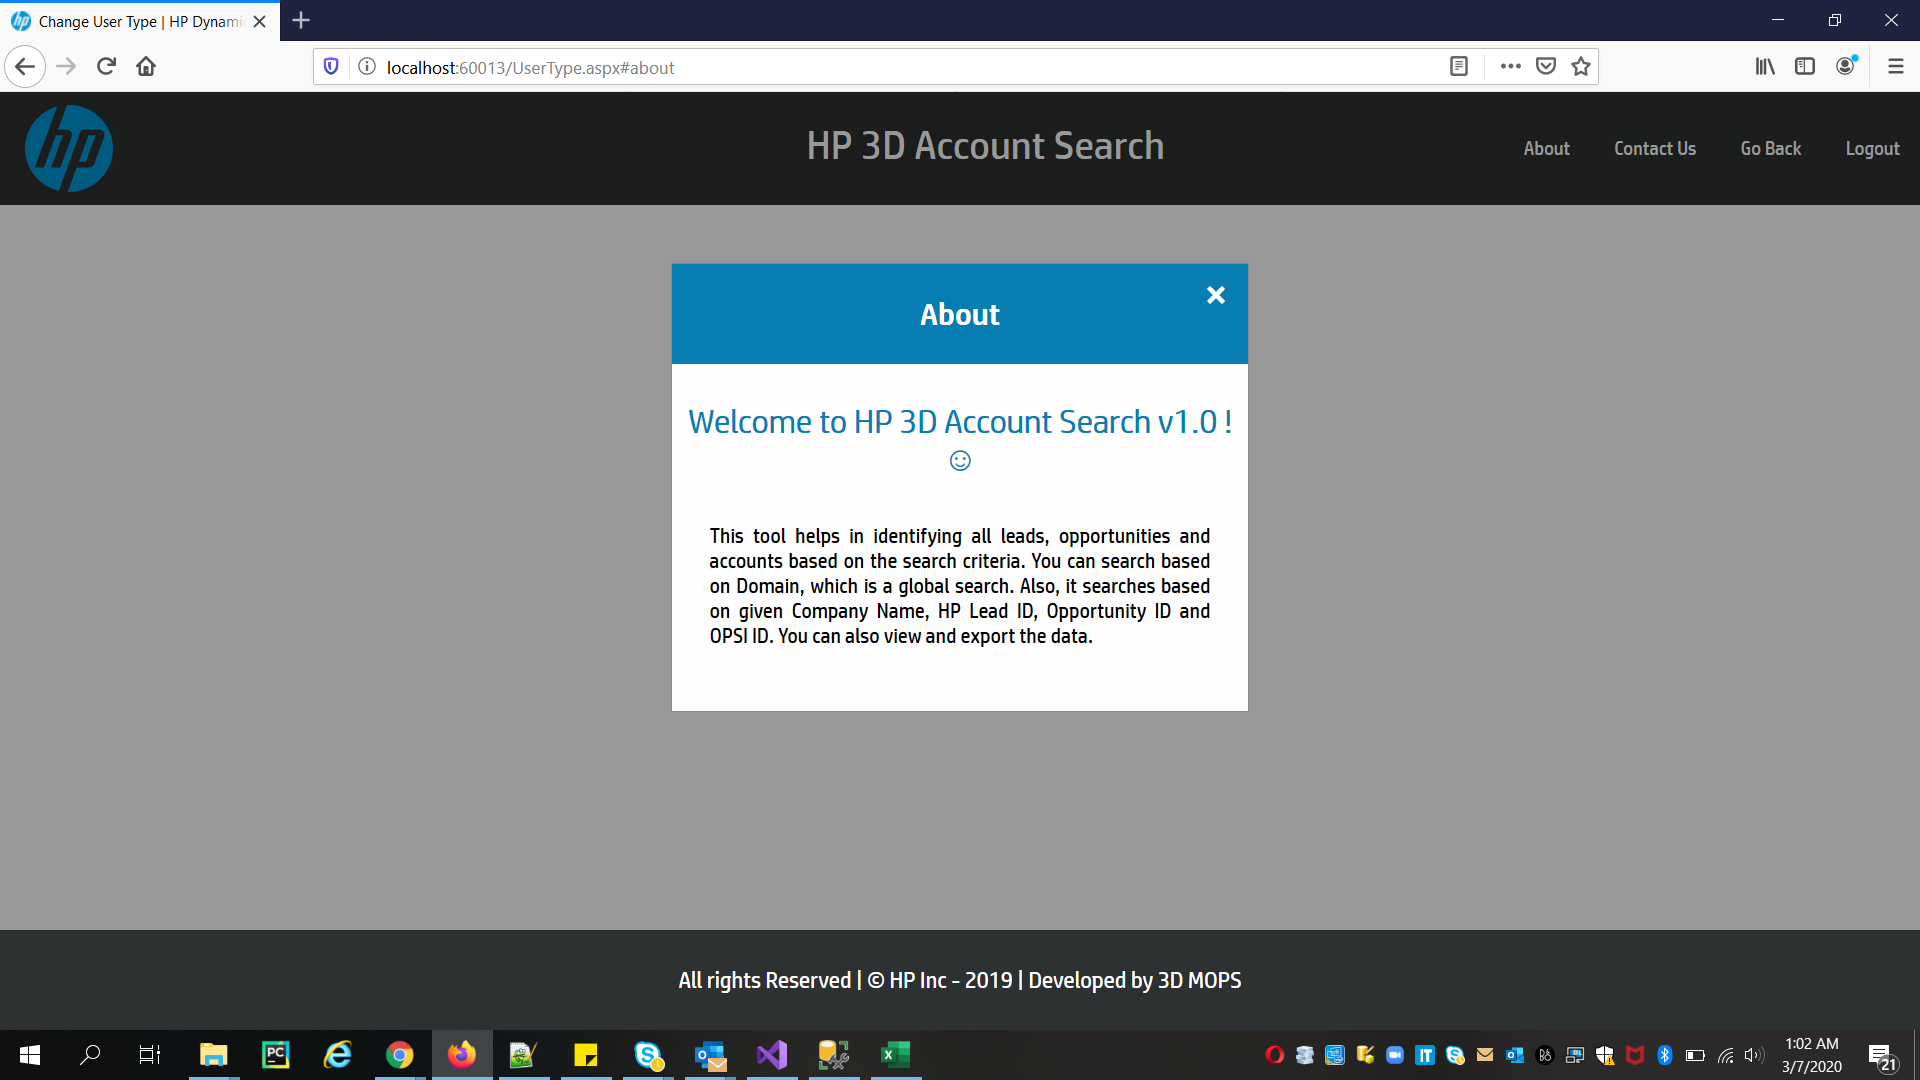 Change User Type | HP Dynami
localhost:60013/UserType.aspx#about
hp
HP 3D Account Search
About
Contact Us
Go Back
Logout
About
Welcome to HP 3D Account Search v1.0 !
☺
This tool helps in identifying all leads, opportunities and
accounts based on the search criteria. You can search based
on Domain, which is a global search. Also, it searches based
on given Company Name, HP Lead ID, Opportunity ID and
OPSI ID. You can also view and export the data.
All rights Reserved | © HP Inc - 2019 | Developed by 3D MOPS
1:02 AM
3/7/2020
21